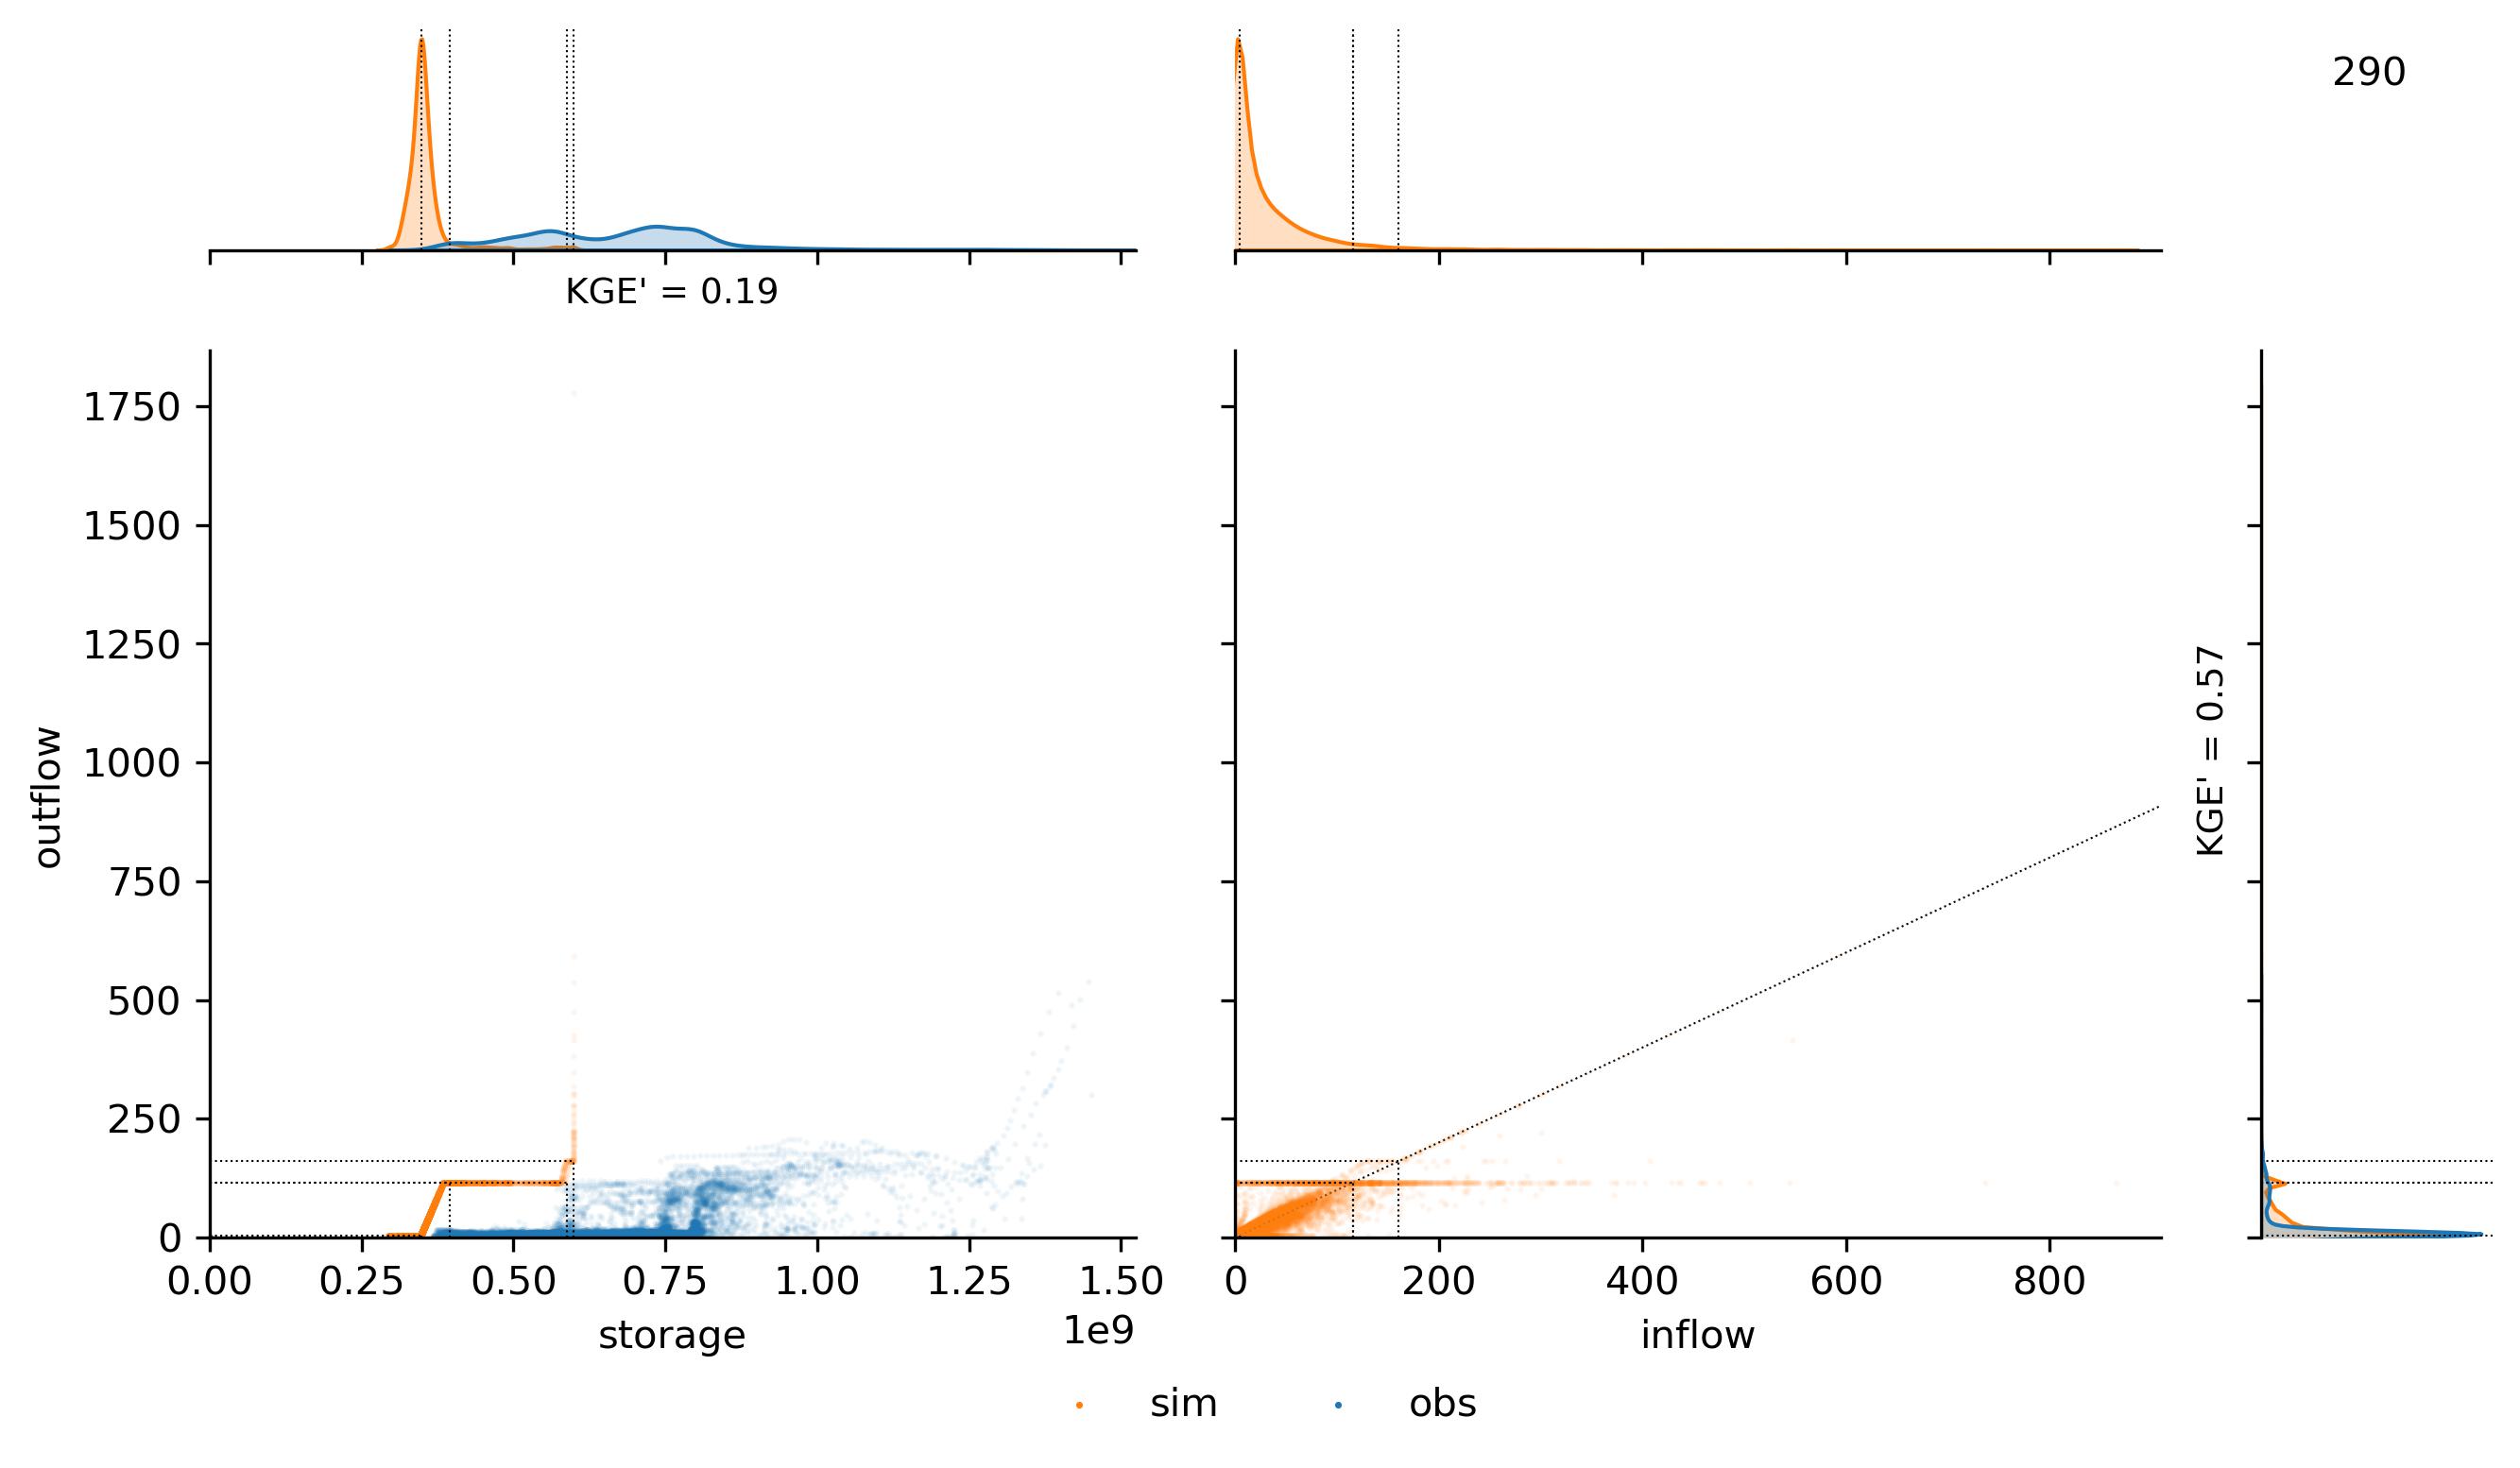 290
KGE' = 0.19
1750
1500
1250
1000
750
500
250
0
outflow
0.00 0.25 0.50 0.75 1.00 1.25 1.50
1e9
storage
0 200 400 600 800
inflow
KGE' = 0.57
sim obs